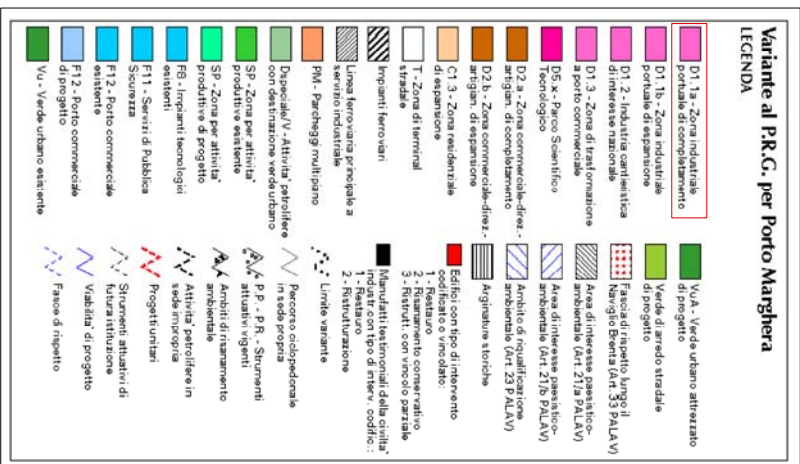 Variante al P.R.G. per Porto Marghera
LEGENDA
D1.1a - Zona industriale
portuale di completamento
D1.1b - Zona industriale
portuale di espansione
D1.2 - Industria cantieristica
di interesse nazionale
D1.3 - Zona di trasformazione
a porto commerciale
D5.x - Parco Scientifico
Tecnologico
D2.a - Zona commerciale-direz.-
artigian. di completamento
D2.b - Zona commerciale-direz.-
artigian. di espansione
C1.3 - Zona residenziale
di espansione
T - Zona di terminal
stradale
Impianti ferroviari
Linea ferroviaria principale a
servizio industriale
PM - Parcheggi multipiano
Dspeciale/V - Attivita' petrolifere
con destinazione verde urbano
SP - Zona per attivita'
produttive esistente
SP - Zona per attivita'
produttive di progetto
F8 - Impianti tecnologici
esistenti
F11 - Servizi di Pubblica
Sicurezza
F12 - Porto commerciale
esistente
F12 - Porto commerciale
di progetto
Vu - Verde urbano esistente
VuA - Verde urbano attrezzato
di progetto
Verde di arredo stradale
di progetto
Fascia di rispetto lungo il
Naviglio Brenta (Art. 33 PALAV)
Area di interesse paesistico-
ambientale (Art. 21/a PALAV)
Area di interesse paesistico-
ambientale (Art. 21/b PALAV)
Ambito di riqualificazione
ambientale (Art. 23 PALAV)
Arginature storiche
Edifici con tipo di intervento
codificato o vincolato:
1 - Restauro
2 - Risanamento conservativo
3 - Ristrutt. con vincolo parziale
Manufatti testimoniali della civilta'
industr. con tipo di interv. codific.:
1 - Restauro
2 - Ristrutturazione
Limite variante
Percorso ciclopedonale
in sede propria
P.P. - P.R. - Strumenti
attuativi vigenti
Ambiti di risanamento
ambientale
Attivita' petrolifere in
sede impropria
Progetti unitari
Strumenti attuativi di
futura istituzione
Viabilita' di progetto
Fasce di rispetto